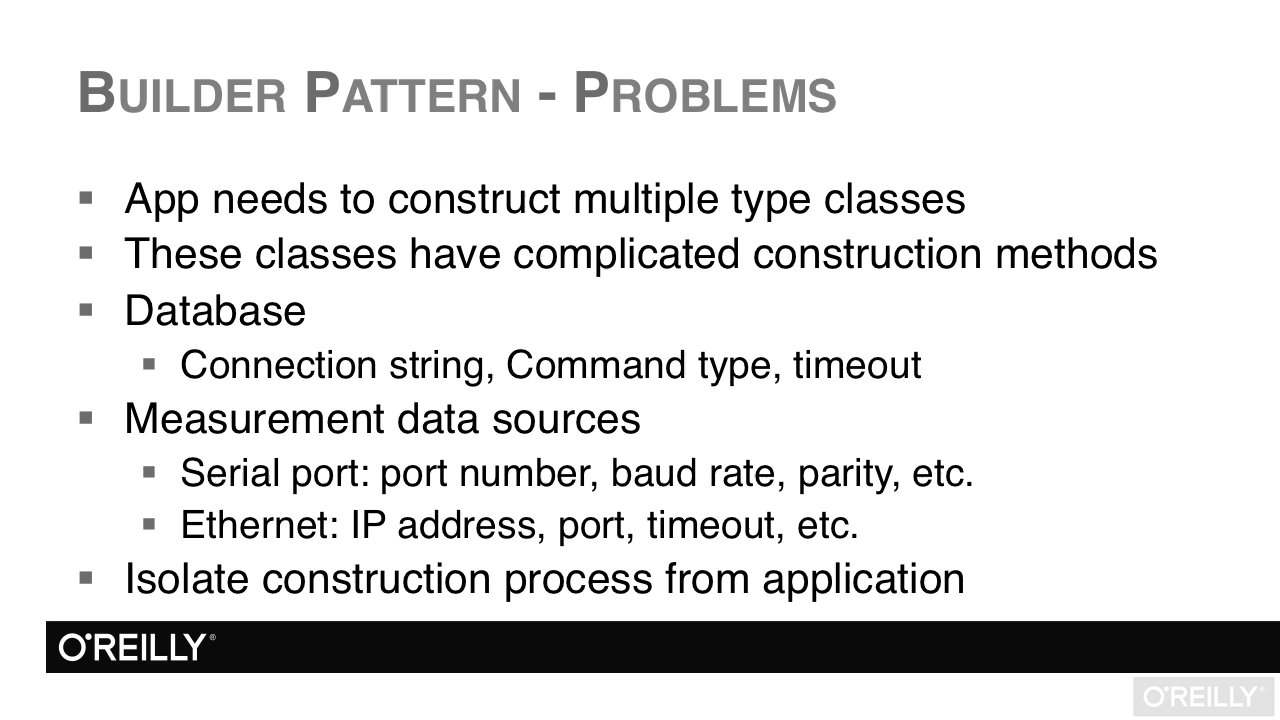 BUILDER PATTERN - PROBLEMS
▪ App needs to construct multiple type classes
▪ These classes have complicated construction methods
▪ Database
▪ Connection string, Command type, timeout
▪ Measurement data sources
▪ Serial port: port number, baud rate, parity, etc.
▪ Ethernet: IP address, port, timeout, etc.
▪ Isolate construction process from application
O'REILLY®
O'REILLY®